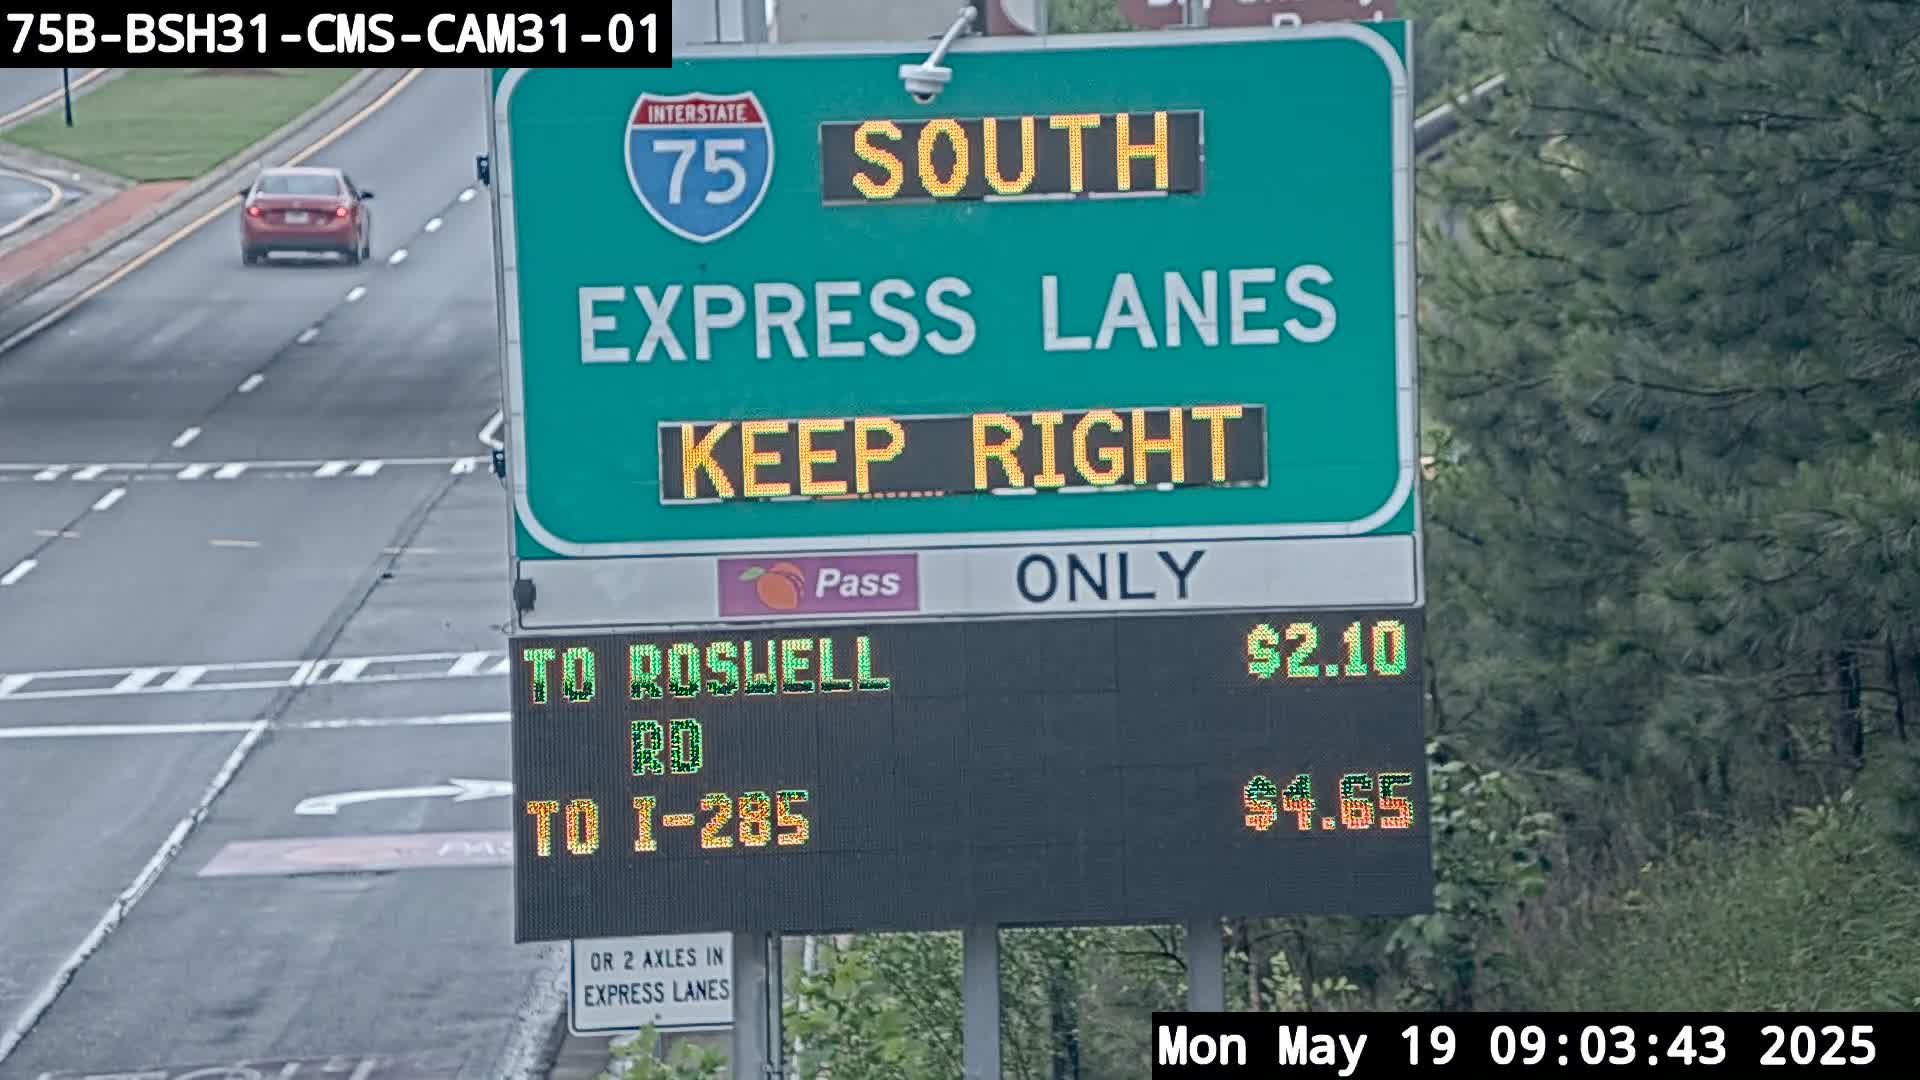 75B-BSH31-CMS-CAM31-01
INTERSTATE
75
SOUTH
EXPRESS LANES
KEEP RIGHT
Pass
ONLY
TO ROSWELL $2.10
RD
TO I-285 $4.65
OR 2 AXLES IN
EXPRESS LANES
Mon May 19 09:03:43 2025